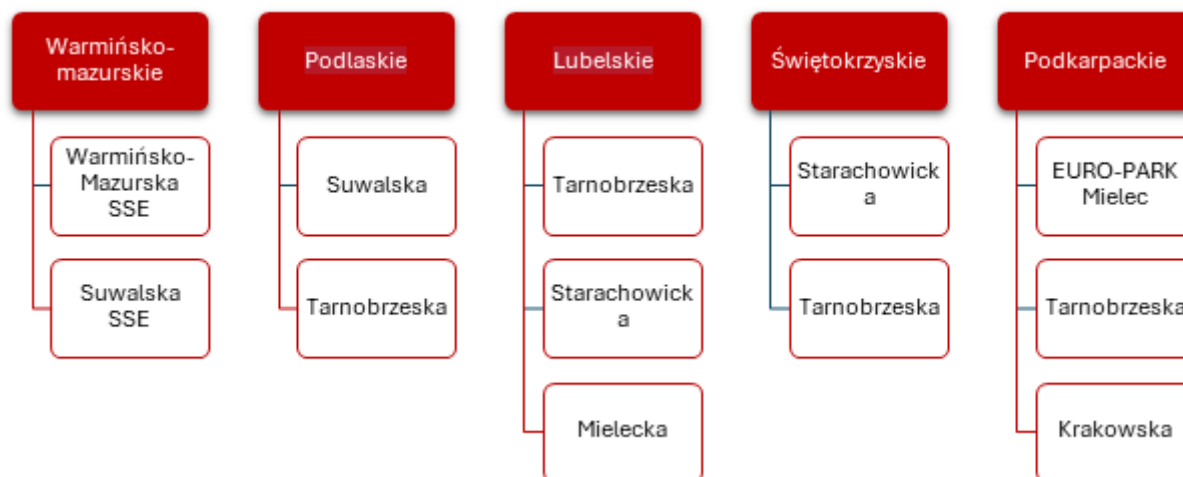 Warmińsko-
mazurskie
Podlaskie
Lubelskie
Świętokrzyskie
Podkarpackie
Warmińsko-
Mazurska
SSE
Suwalska
Tarnobrzeska
Starachowick
a
EURO-PARK
Mielec
Suwalska
SSE
Tarnobrzeska
Starachowick
a
Tarnobrzeska
Tarnobrzeska
Mielecka
Krakowska